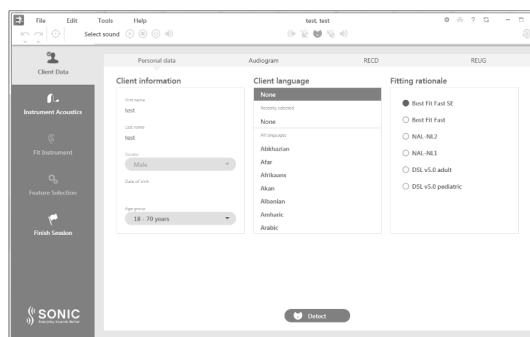 File Edit Tools Help test, test
Select sound
Client Data
Instrument Acoustics
Fit Instrument
Feature Selection
Finish Session
SONIC
Everyday Sounds Better
Personal data Audiogram RECD REUG
Client information
First name
test
Last name
test
Gender
Male
Date of birth
Age group
18 - 70 years
Client language
None
Recently selected
None
All languages
Abkhazian
Afar
Afrikaans
Akan
Albanian
Amharic
Arabic
Fitting rationale
Best Fit Fast SE
Best Fit Fast
NAL-NL2
NAL-NL1
DSL v5.0 adult
DSL v5.0 pediatric
Detect